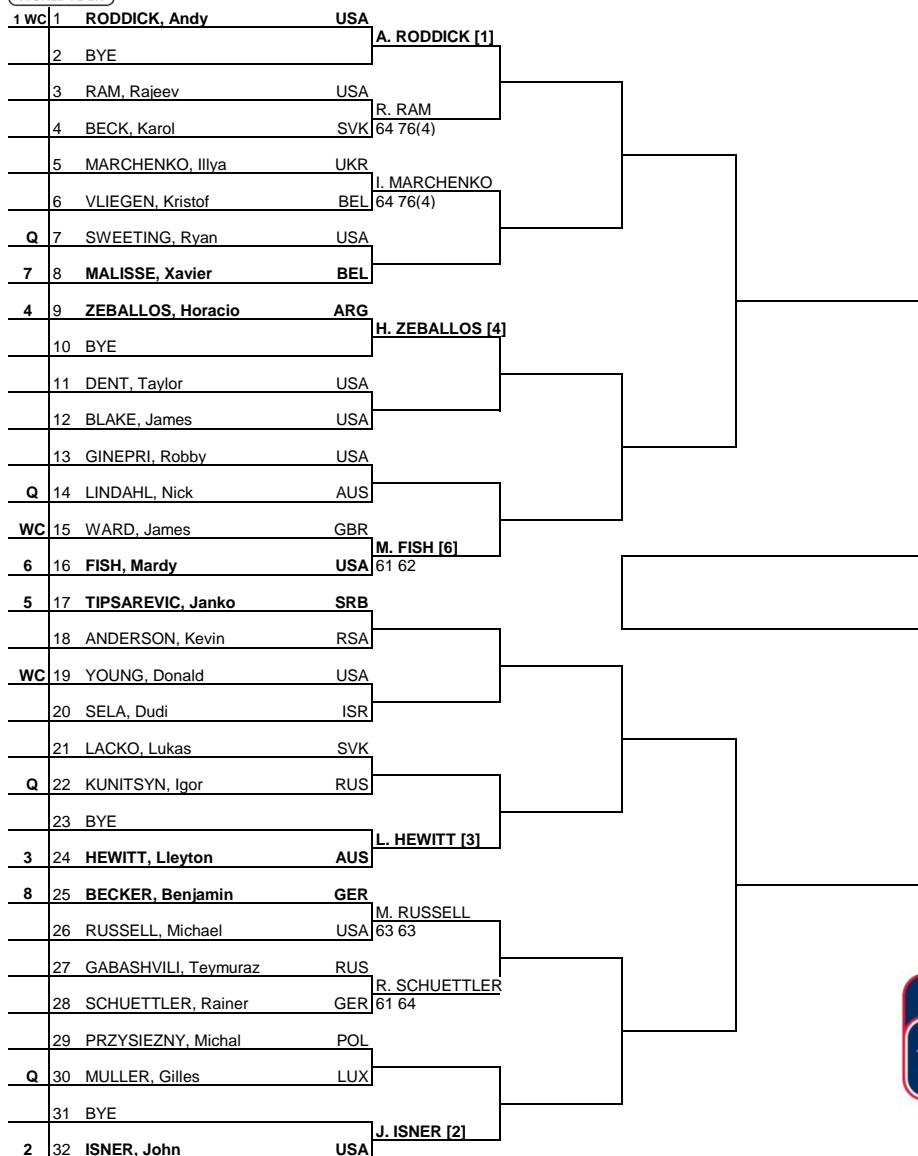 1 WC 1 RODDICK, Andy USA
A. RODDICK [1]
2 BYE
3 RAM, Rajeev USA
R. RAM
4 BECK, Karol SVK 64 76(4)
5 MARCHENKO, Illya UKR
I. MARCHENKO
6 VLIEGEN, Kristof BEL 64 76(4)
Q 7 SWEETING, Ryan USA
7 8 MALISSE, Xavier BEL
4 9 ZEBALLOS, Horacio ARG
H. ZEBALLOS [4]
10 BYE
11 DENT, Taylor USA
12 BLAKE, James USA
13 GINEPRI, Robby USA
Q 14 LINDAHL, Nick AUS
WC 15 WARD, James GBR
M. FISH [6]
6 16 FISH, Mardy USA 61 62
5 17 TIPSAREVIC, Janko SRB
18 ANDERSON, Kevin RSA
WC 19 YOUNG, Donald USA
20 SELA, Dudi ISR
21 LACKO, Lukas SVK
Q 22 KUNITSYN, Igor RUS
23 BYE
L. HEWITT [3]
3 24 HEWITT, Lleyton AUS
8 25 BECKER, Benjamin GER
M. RUSSELL
26 RUSSELL, Michael USA 63 63
27 GABASHVILI, Teymuraz RUS
R. SCHUETTLER
28 SCHUETTLER, Rainer GER 61 64
29 PRZYSIEZNY, Michal POL
Q 30 MULLER, Gilles LUX
31 BYE
J. ISNER [2]
2 32 ISNER, John USA